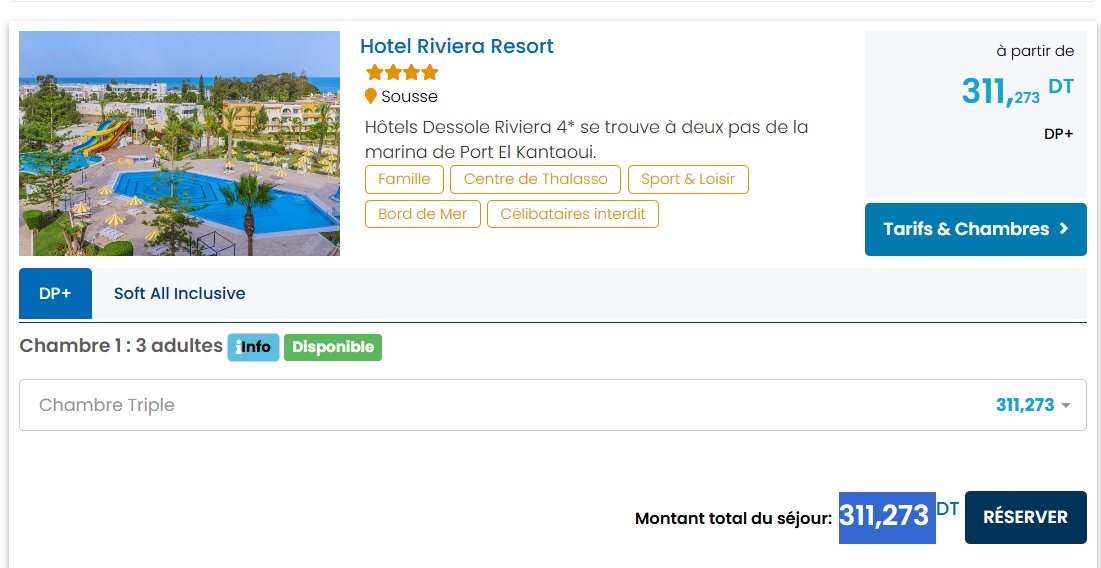 Hotel Riviera Resort
Sousse
Hôtels Dessole Riviera 4* se trouve à deux pas de la
marina de Port El Kantaoui.
Famille
Centre de Thalasso
Sport & Loisir
Bord de Mer
Célibataires interdit
à partir de
311,273 DT
DP+
Tarifs & Chambres
DP+
Soft All Inclusive
Chambre 1 : 3 adultes
Info
Disponible
Chambre Triple
311,273
Montant total du séjour: 311,273 DT
RÉSERVER